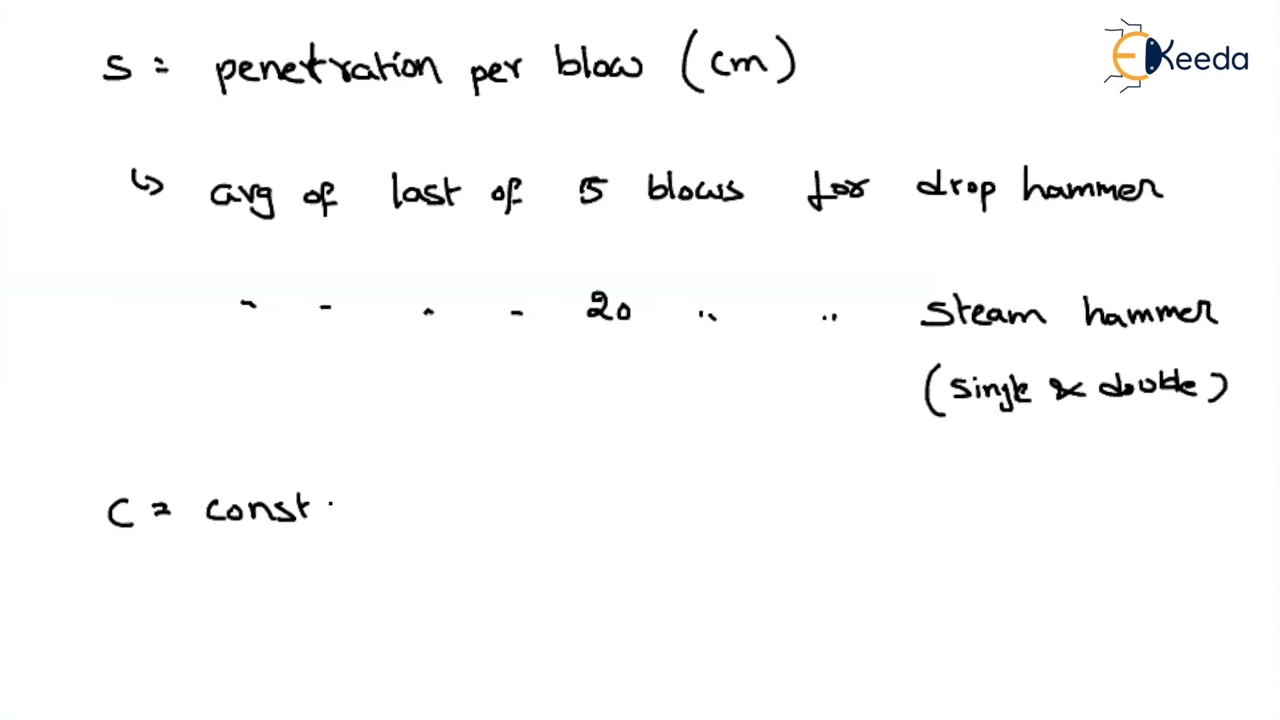 S = penetration per blow (cm)
EKeeda
↳ avg of last of 5 blows for drop hammer
" - " - 20 " " Steam hammer
(single & double)
C = const.